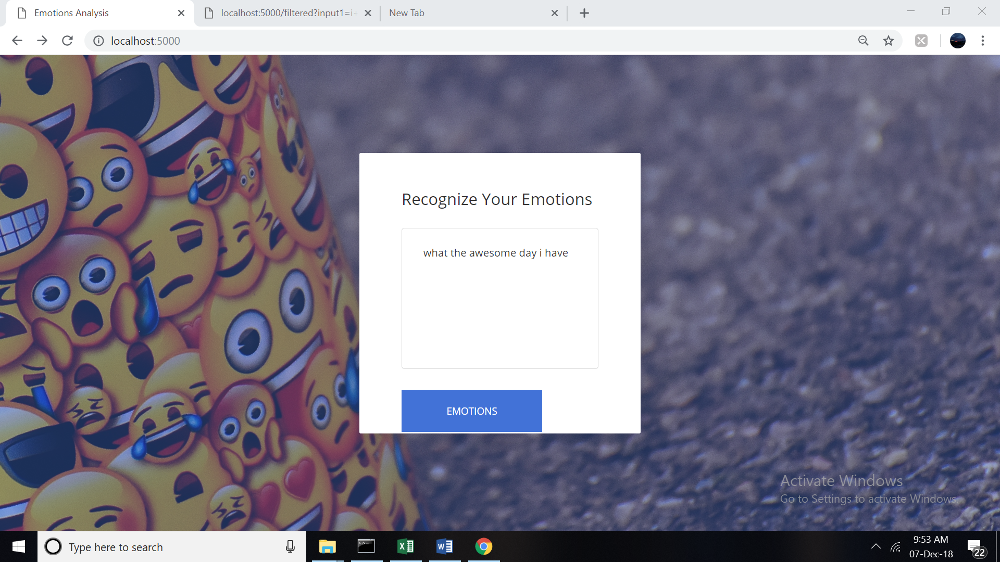 Emotions Analysis
localhost:5000/filtered?input1=i+
New Tab
localhost:5000
Recognize Your Emotions
what the awesome day i have
EMOTIONS
Activate Windows
Go to Settings to activate Windows.
Type here to search
9:53 AM
07-Dec-18
22